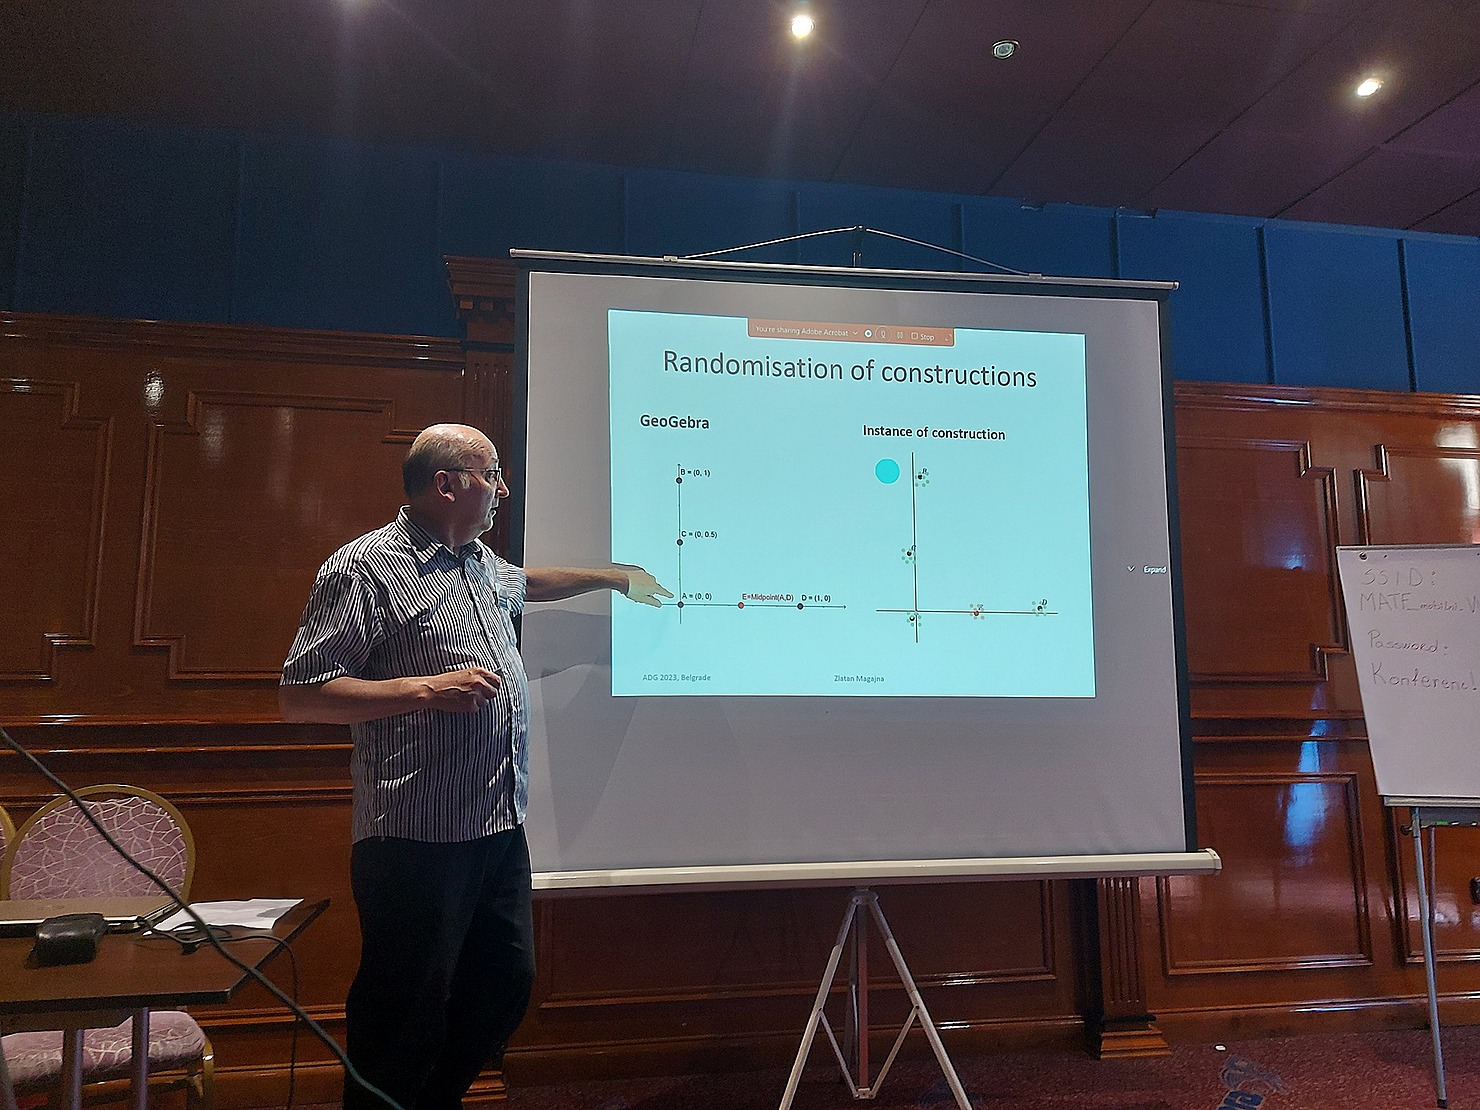 You're sharing Adobe Acrobat Stop
Randomisation of constructions
GeoGebra
Instance of construction
B = (0, 1)
C = (0, 0.5)
A = (0, 0)
E=Midpoint(A,D)
D = (1, 0)
B
D
ADG 2023, Belgrade
Zlatan Magajna
Expand
SSID:
Password: